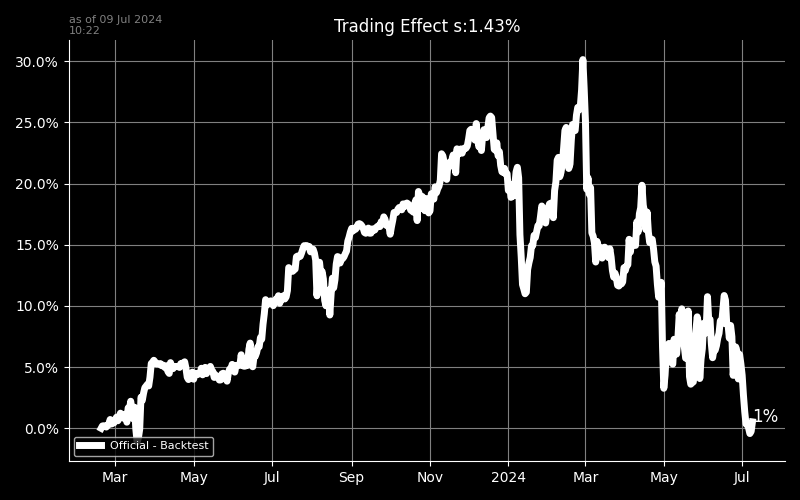 as of 09 Jul 2024
10:22
Trading Effect s:1.43%
30.0%
25.0%
20.0%
15.0%
10.0%
5.0%
0.0%
1%
Official - Backtest
Mar May Jul Sep Nov 2024 Mar May Jul